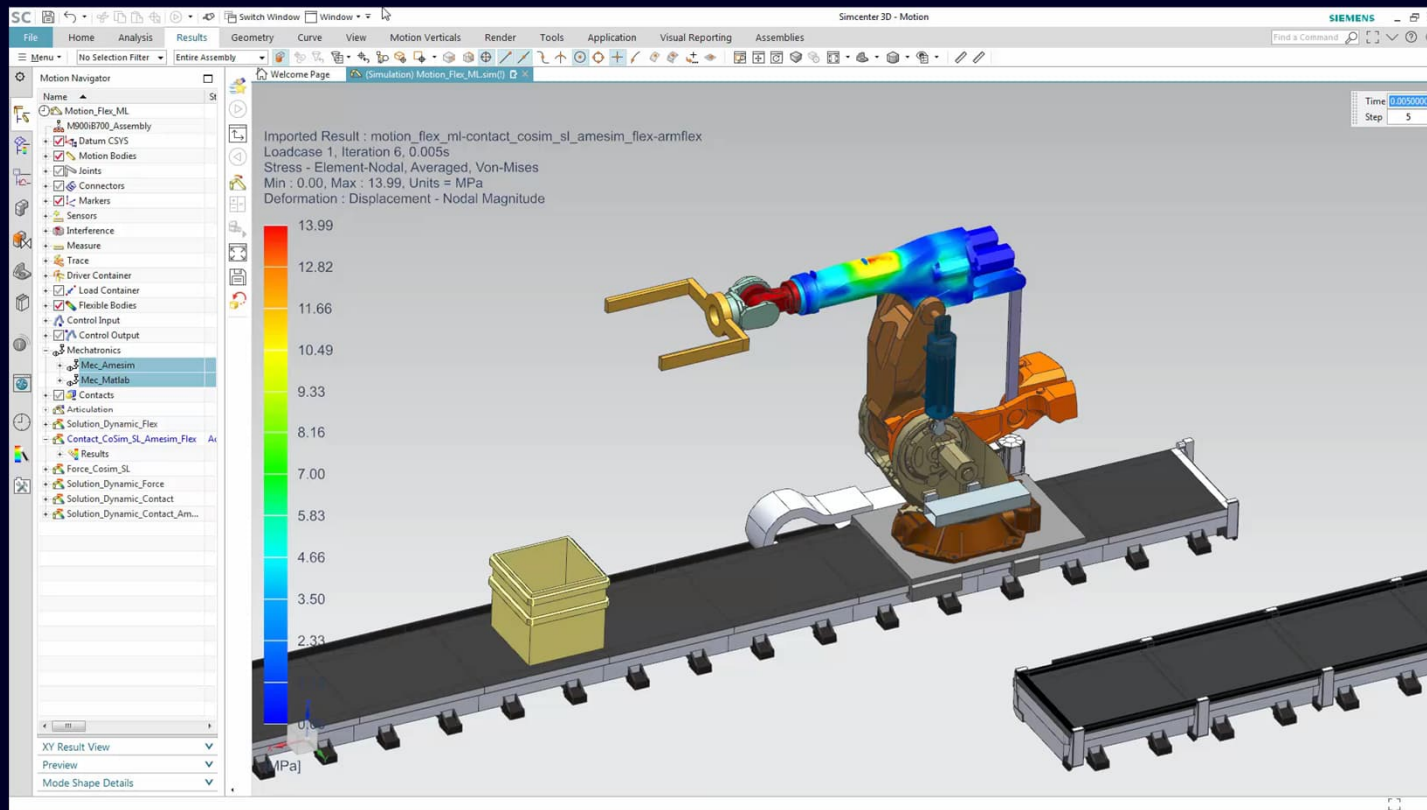 SC Switch Window Window Simcenter 3D - Motion SIEMENS
File Home Analysis Results Geometry Curve View Motion Verticals Render Tools Application Visual Reporting Assemblies Find a Command
Menu No Selection Filter Entire Assembly
Motion Navigator
Welcome Page
(Simulation) Motion_Flex_ML.sim(!)
Name St
Motion_Flex_ML
M900iB700_Assembly
Datum CSYS
Motion Bodies
Joints
Connectors
Markers
Sensors
Interference
Measure
Trace
Driver Container
Load Container
Flexible Bodies
Control Input
Control Output
Mechatronics
Mec_Amesim
Mec_Matlab
Contacts
Articulation
Solution_Dynamic_Flex
Contact_CoSim_SL_Amesim_Flex Ac
Results
Force_Cosim_SL
Solution_Dynamic_Force
Solution_Dynamic_Contact
Solution_Dynamic_Contact_Am...
XY Result View
Preview
Mode Shape Details
Imported Result : motion_flex_ml-contact_cosim_sl_amesim_flex-armflex
Loadcase 1, Iteration 6, 0.005s
Stress - Element-Nodal, Averaged, Von-Mises
Min : 0.00, Max : 13.99, Units = MPa
Deformation : Displacement - Nodal Magnitude
13.99
12.82
11.66
10.49
9.33
8.16
7.00
5.83
4.66
3.50
2.33
MPa]
Time 0.005000
Step 5